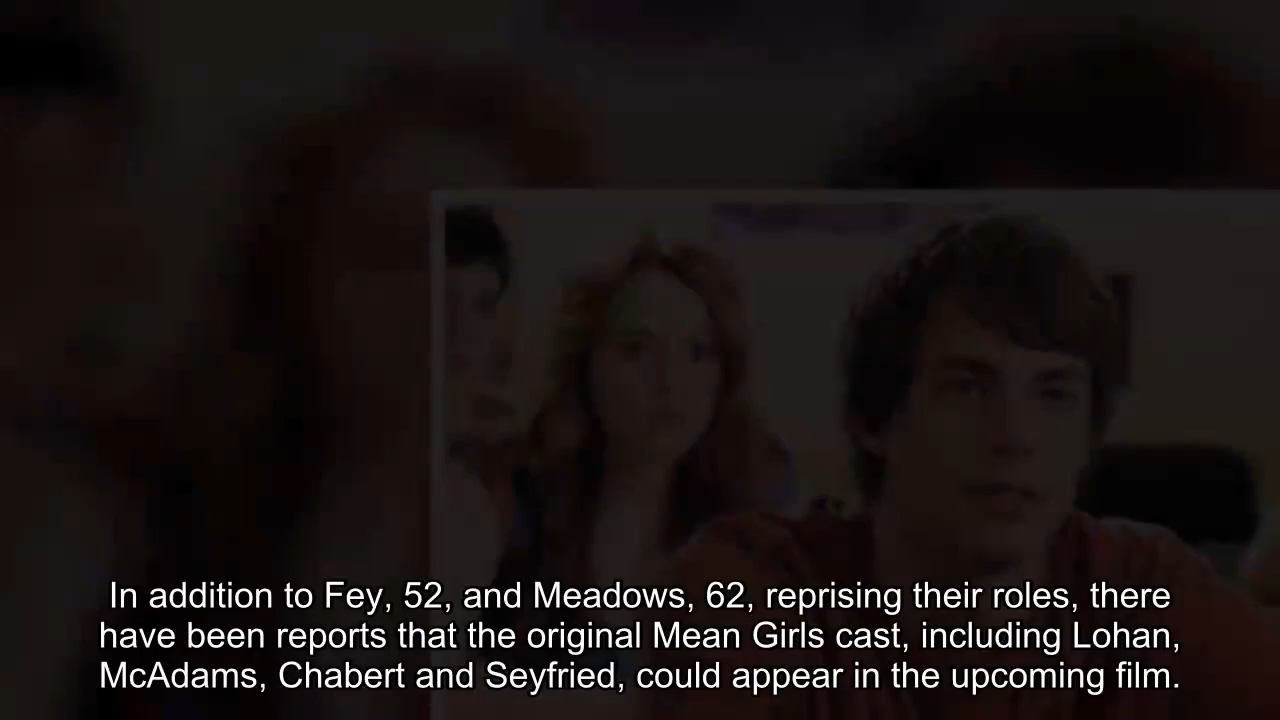 In addition to Fey, 52, and Meadows, 62, reprising their roles, there
have been reports that the original Mean Girls cast, including Lohan,
McAdams, Chabert and Seyfried, could appear in the upcoming film.